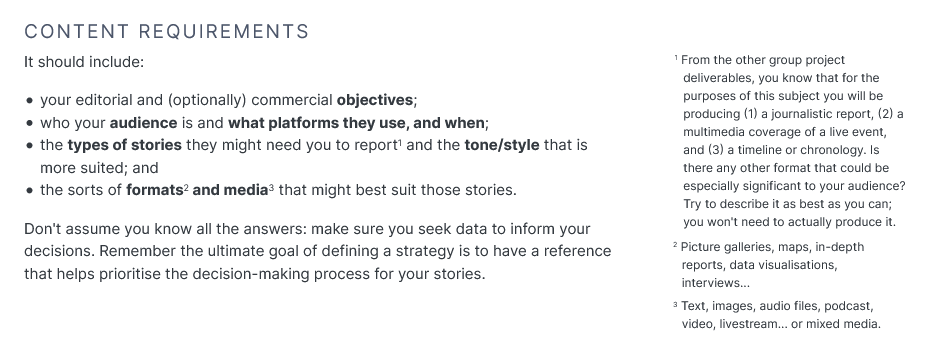 CONTENT REQUIREMENTS
It should include:
• your editorial and (optionally) commercial objectives;
• who your audience is and what platforms they use, and when;
• the types of stories they might need you to report¹ and the tone/style that is
more suited; and
• the sorts of formats² and media³ that might best suit those stories.
Don't assume you know all the answers: make sure you seek data to inform your
decisions. Remember the ultimate goal of defining a strategy is to have a reference
that helps prioritise the decision-making process for your stories.
¹ From the other group project
deliverables, you know that for the
purposes of this subject you will be
producing (1) a journalistic report, (2) a
multimedia coverage of a live event,
and (3) a timeline or chronology. Is
there any other format that could be
especially significant to your audience?
Try to describe it as best as you can;
you won't need to actually produce it.
² Picture galleries, maps, in-depth
reports, data visualisations,
interviews...
³ Text, images, audio files, podcast,
video, livestream... or mixed media.